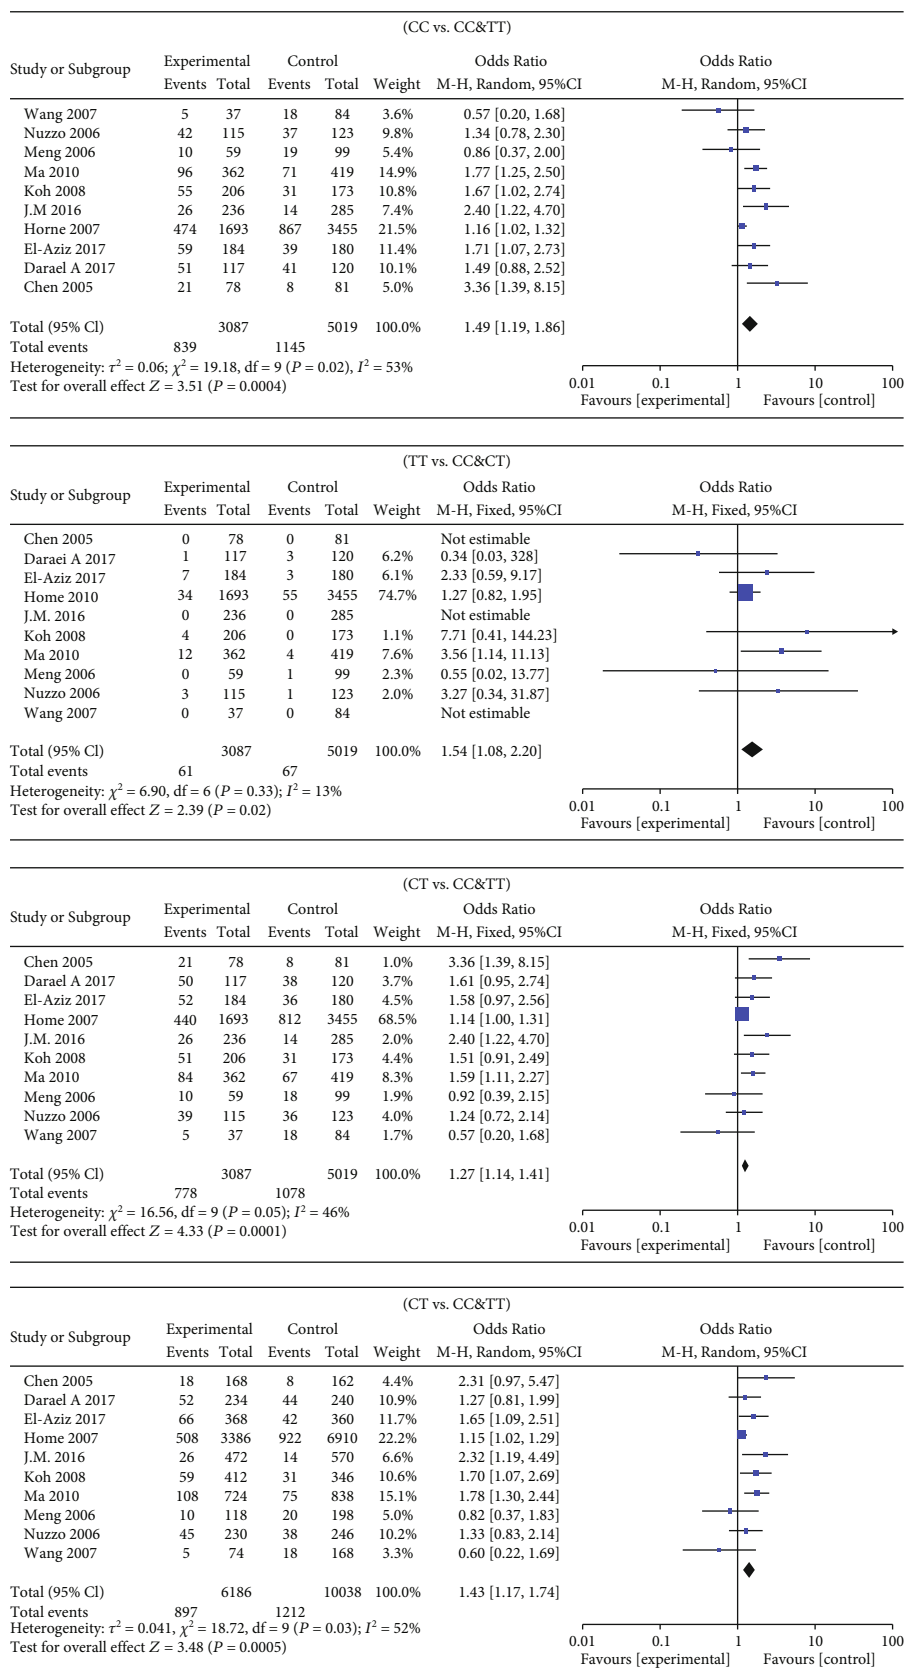 (CC vs. CC&TT)
Study or Subgroup Experimental Control Odds Ratio Odds Ratio
Events Total Events Total Weight M-H, Random, 95%CI M-H, Random, 95%CI
Wang 2007 5 37 18 84 3.6% 0.57 [0.20, 1.68]
Nuzzo 2006 42 115 37 123 9.8% 1.34 [0.78, 2.30]
Meng 2006 10 59 19 99 5.4% 0.86 [0.37, 2.00]
Ma 2010 96 362 71 419 14.9% 1.77 [1.25, 2.50]
Koh 2008 55 206 31 173 10.8% 1.67 [1.02, 2.74]
J.M 2016 26 236 14 285 7.4% 2.40 [1.22, 4.70]
Horne 2007 474 1693 867 3455 21.5% 1.16 [1.02, 1.32]
El-Aziz 2017 59 184 39 180 11.4% 1.71 [1.07, 2.73]
Darael A 2017 51 117 41 120 10.1% 1.49 [0.88, 2.52]
Chen 2005 21 78 8 81 5.0% 3.36 [1.39, 8.15]
Total (95% Cl) 3087 5019 100.0% 1.49 [1.19, 1.86]
Total events 839 1145
Heterogeneity: τ² = 0.06; χ² = 19.18, df = 9 (P = 0.02), I² = 53%
Test for overall effect Z = 3.51 (P = 0.0004)
0.01 0.1 1 10 100
Favours [experimental] Favours [control]
(TT vs. CC&CT)
Study or Subgroup Experimental Control Odds Ratio Odds Ratio
Events Total Events Total Weight M-H, Fixed, 95%CI M-H, Fixed, 95%CI
Chen 2005 0 78 0 81 Not estimable
Daraei A 2017 1 117 3 120 6.2% 0.34 [0.03, 328]
El-Aziz 2017 7 184 3 180 6.1% 2.33 [0.59, 9.17]
Home 2010 34 1693 55 3455 74.7% 1.27 [0.82, 1.95]
J.M. 2016 0 236 0 285 Not estimable
Koh 2008 4 206 0 173 1.1% 7.71 [0.41, 144.23]
Ma 2010 12 362 4 419 7.6% 3.56 [1.14, 11.13]
Meng 2006 0 59 1 99 2.3% 0.55 [0.02, 13.77]
Nuzzo 2006 3 115 1 123 2.0% 3.27 [0.34, 31.87]
Wang 2007 0 37 0 84 Not estimable
Total (95% Cl) 3087 5019 100.0% 1.54 [1.08, 2.20]
Total events 61 67
Heterogeneity: χ² = 6.90, df = 6 (P = 0.33); I² = 13%
Test for overall effect Z = 2.39 (P = 0.02)
0.01 0.1 1 10 100
Favours [experimental] Favours [control]
(CT vs. CC&TT)
Study or Subgroup Experimental Control Odds Ratio Odds Ratio
Events Total Events Total Weight M-H, Fixed, 95%CI M-H, Fixed, 95%CI
Chen 2005 21 78 8 81 1.0% 3.36 [1.39, 8.15]
Darael A 2017 50 117 38 120 3.7% 1.61 [0.95, 2.74]
El-Aziz 2017 52 184 36 180 4.5% 1.58 [0.97, 2.56]
Home 2007 440 1693 812 3455 68.5% 1.14 [1.00, 1.31]
J.M. 2016 26 236 14 285 2.0% 2.40 [1.22, 4.70]
Koh 2008 51 206 31 173 4.4% 1.51 [0.91, 2.49]
Ma 2010 84 362 67 419 8.3% 1.59 [1.11, 2.27]
Meng 2006 10 59 18 99 1.9% 0.92 [0.39, 2.15]
Nuzzo 2006 39 115 36 123 4.0% 1.24 [0.72, 2.14]
Wang 2007 5 37 18 84 1.7% 0.57 [0.20, 1.68]
Total (95% Cl) 3087 5019 100.0% 1.27 [1.14, 1.41]
Total events 778 1078
Heterogeneity: χ² = 16.56, df = 9 (P = 0.05); I² = 46%
Test for overall effect Z = 4.33 (P = 0.0001)
0.01 0.1 1 10 100
Favours [experimental] Favours [control]
(CT vs. CC&TT)
Study or Subgroup Experimental Control Odds Ratio Odds Ratio
Events Total Events Total Weight M-H, Random, 95%CI M-H, Random, 95%CI
Chen 2005 18 168 8 162 4.4% 2.31 [0.97, 5.47]
Darael A 2017 52 234 44 240 10.9% 1.27 [0.81, 1.99]
El-Aziz 2017 66 368 42 360 11.7% 1.65 [1.09, 2.51]
Home 2007 508 3386 922 6910 22.2% 1.15 [1.02, 1.29]
J.M. 2016 26 472 14 570 6.6% 2.32 [1.19, 4.49]
Koh 2008 59 412 31 346 10.6% 1.70 [1.07, 2.69]
Ma 2010 108 724 75 838 15.1% 1.78 [1.30, 2.44]
Meng 2006 10 118 20 198 5.0% 0.82 [0.37, 1.83]
Nuzzo 2006 45 230 38 246 10.2% 1.33 [0.83, 2.14]
Wang 2007 5 74 18 168 3.3% 0.60 [0.22, 1.69]
Total (95% Cl) 6186 10038 100.0% 1.43 [1.17, 1.74]
Total events 897 1212
Heterogeneity: τ² = 0.041, χ² = 18.72, df = 9 (P = 0.03); I² = 52%
Test for overall effect Z = 3.48 (P = 0.0005)
0.01 0.1 1 10 100
Favours [experimental] Favours [control]